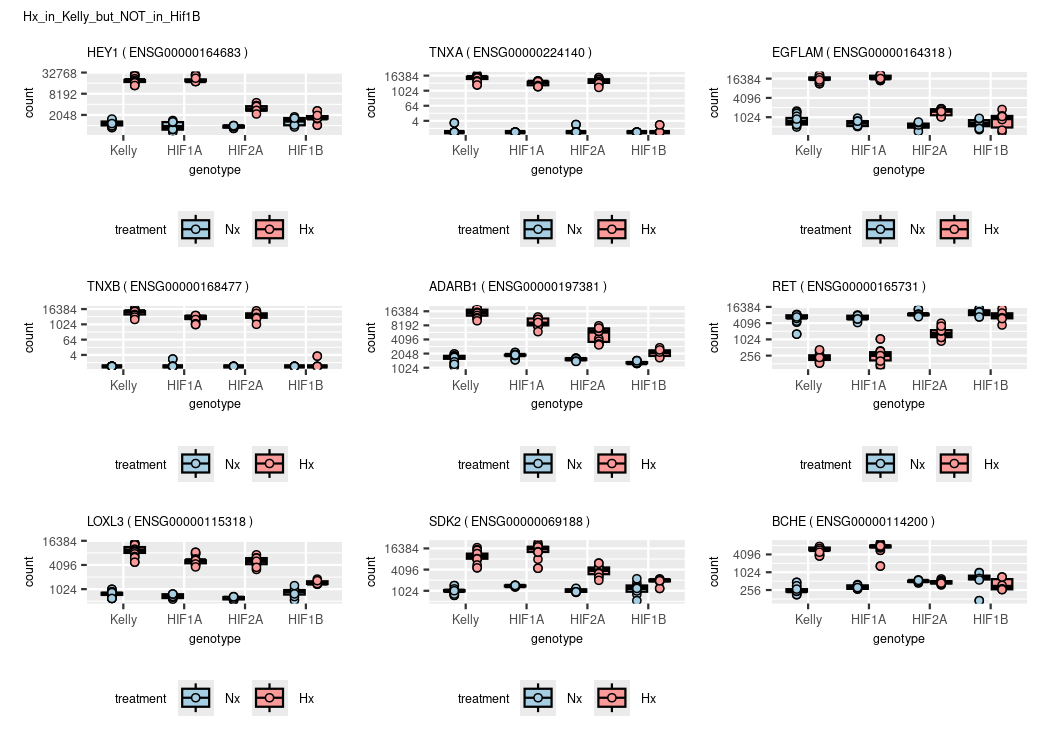 Hx_in_Kelly_but_NOT_in_Hif1B
HEY1 ( ENSG00000164683 )
count
32768
8192
2048
Kelly HIF1A HIF2A HIF1B
genotype
treatment Nx Hx
TNXA ( ENSG00000224140 )
count
16384
1024
64
4
Kelly HIF1A HIF2A HIF1B
genotype
treatment Nx Hx
EGFLAM ( ENSG00000164318 )
count
16384
4096
1024
Kelly HIF1A HIF2A HIF1B
genotype
treatment Nx Hx
TNXB ( ENSG00000168477 )
count
16384
1024
64
4
Kelly HIF1A HIF2A HIF1B
genotype
treatment Nx Hx
ADARB1 ( ENSG00000197381 )
count
16384
8192
4096
2048
1024
Kelly HIF1A HIF2A HIF1B
genotype
treatment Nx Hx
RET ( ENSG00000165731 )
count
16384
4096
1024
256
Kelly HIF1A HIF2A HIF1B
genotype
treatment Nx Hx
LOXL3 ( ENSG00000115318 )
count
16384
4096
1024
Kelly HIF1A HIF2A HIF1B
genotype
treatment Nx Hx
SDK2 ( ENSG00000069188 )
count
16384
4096
1024
Kelly HIF1A HIF2A HIF1B
genotype
treatment Nx Hx
BCHE ( ENSG00000114200 )
count
4096
1024
256
Kelly HIF1A HIF2A HIF1B
genotype